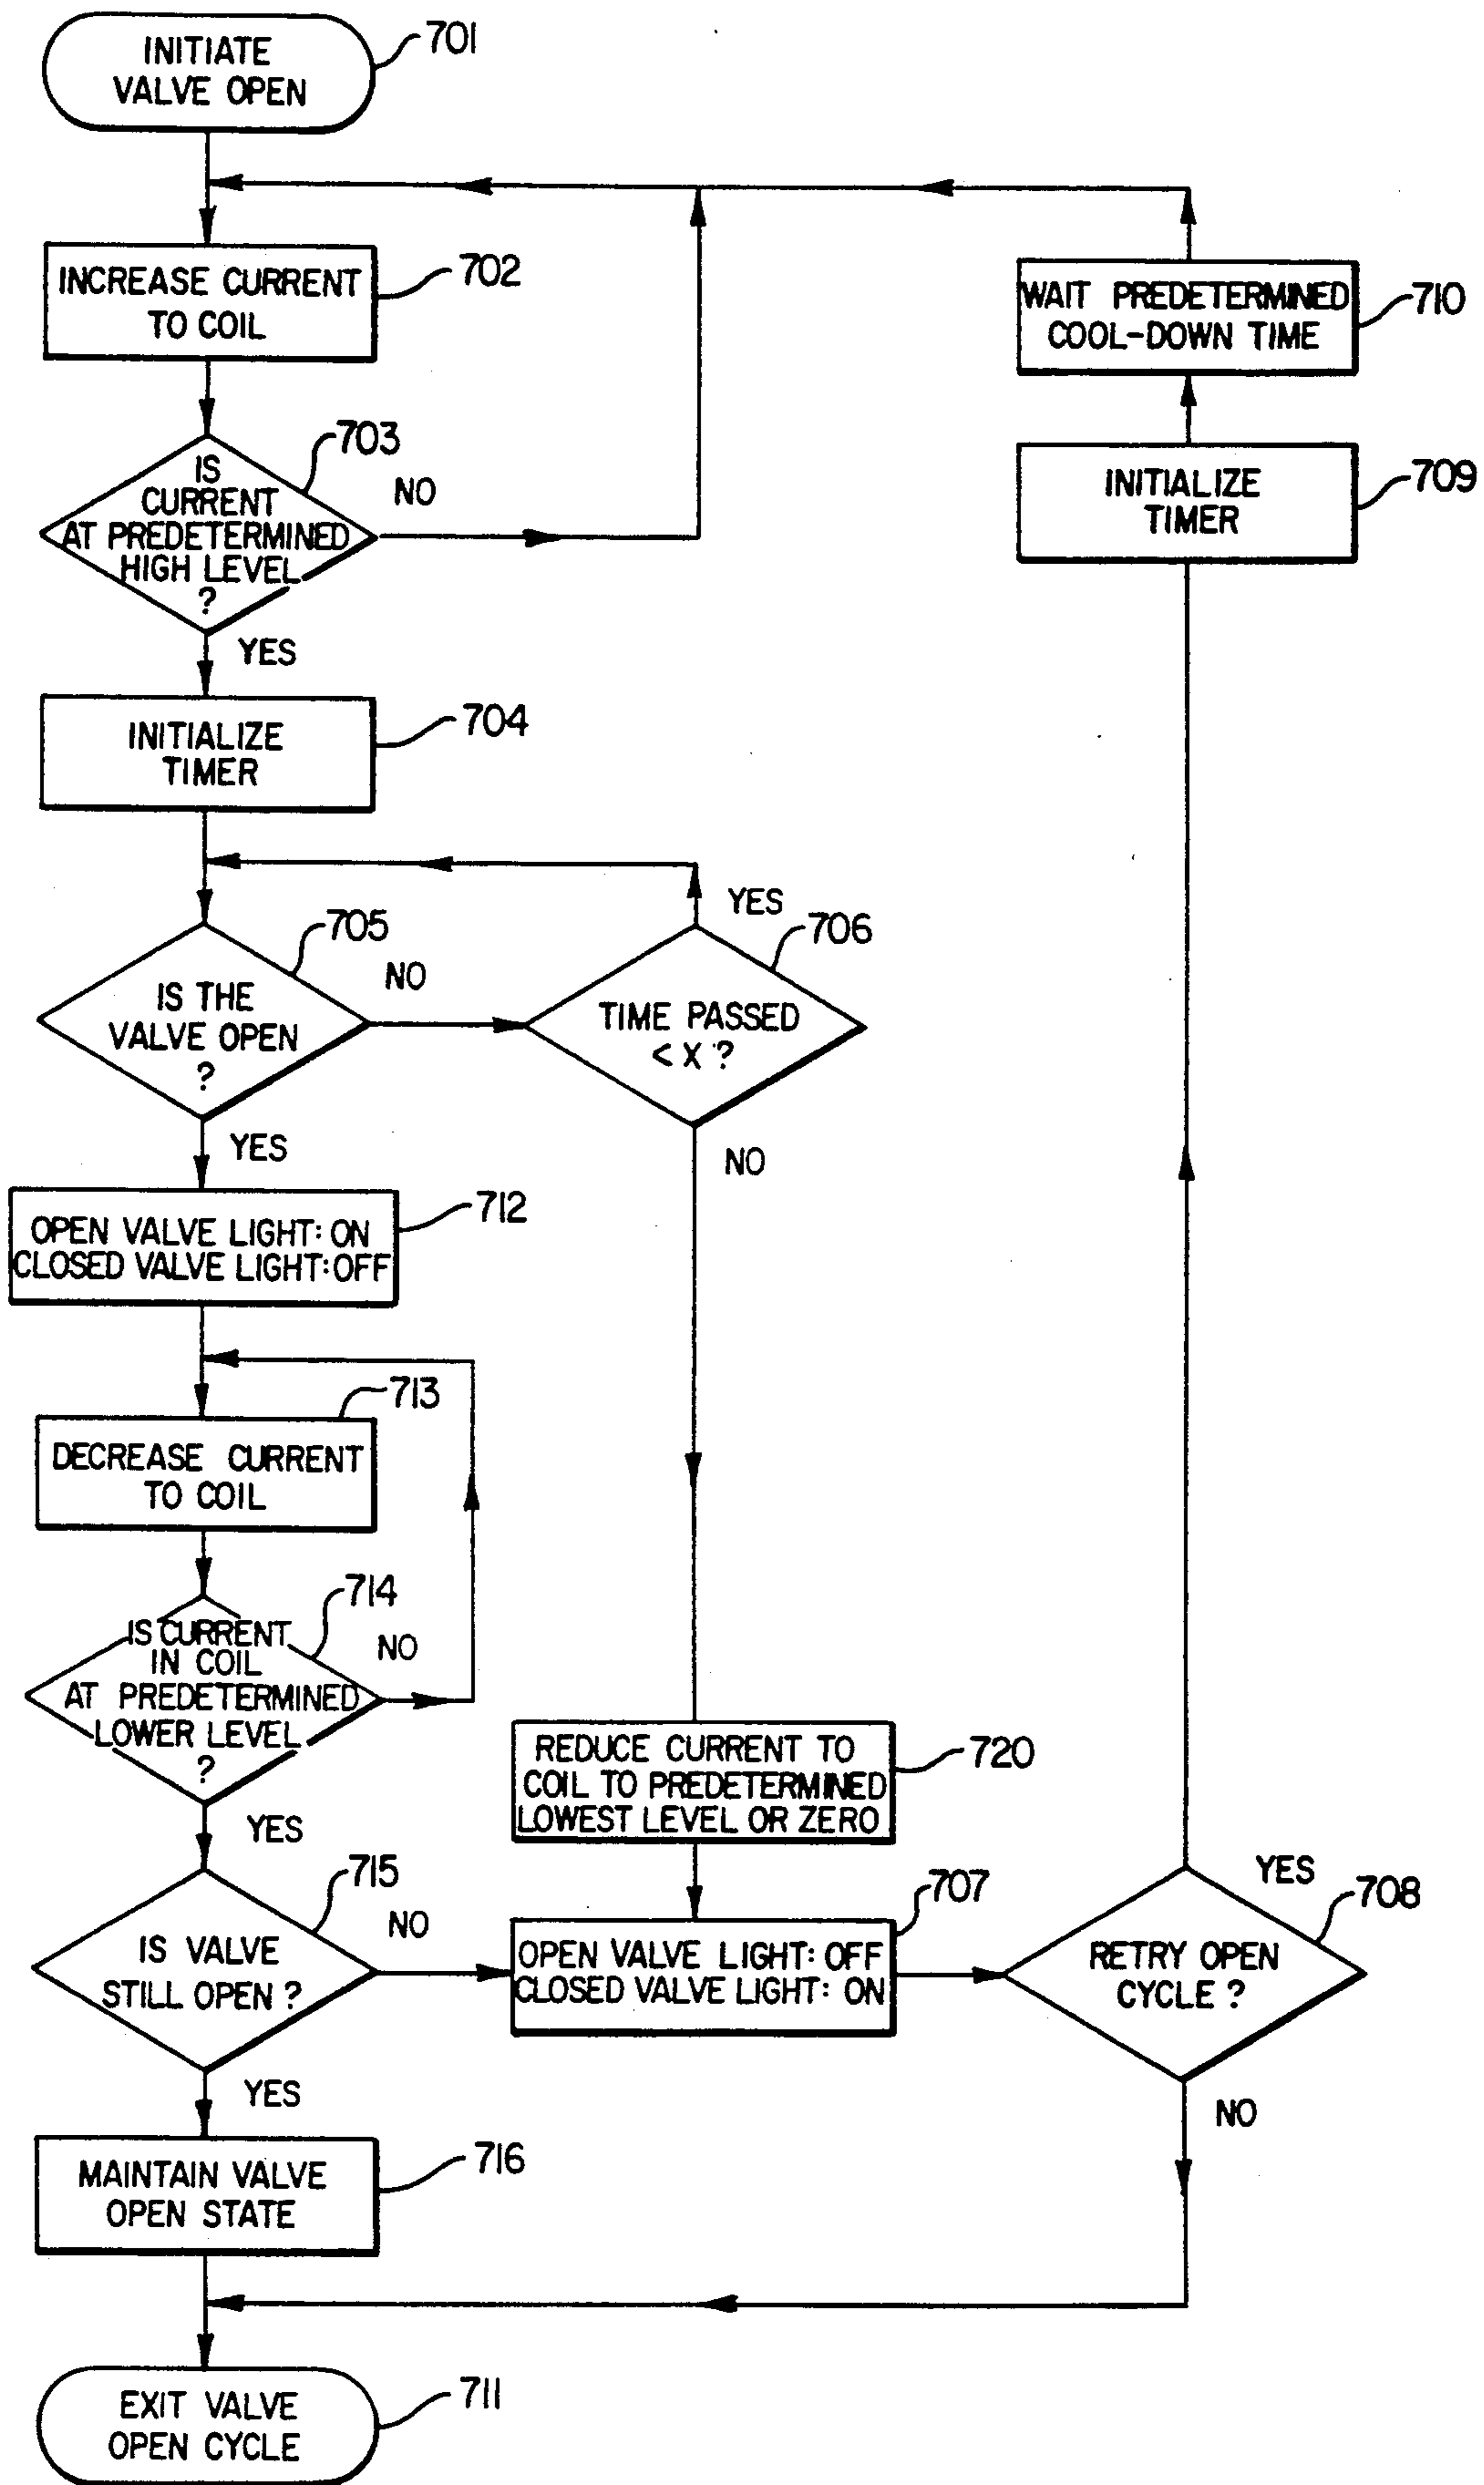 INITIATE
VALVE OPEN
701
INCREASE CURRENT
TO COIL
702
WAIT PREDETERMINED
COOL-DOWN TIME
710
IS
CURRENT
AT PREDETERMINED
HIGH LEVEL
?
703
NO
YES
INITIALIZE
TIMER
709
INITIALIZE
TIMER
704
IS THE
VALVE OPEN
?
705
NO
YES
TIME PASSED
< X ?
706
YES
NO
OPEN VALVE LIGHT: ON
CLOSED VALVE LIGHT: OFF
712
DECREASE CURRENT
TO COIL
713
IS CURRENT
IN COIL
AT PREDETERMINED
LOWER LEVEL
?
714
NO
YES
REDUCE CURRENT TO
COIL TO PREDETERMINED
LOWEST LEVEL OR ZERO
720
IS VALVE
STILL OPEN ?
715
NO
YES
OPEN VALVE LIGHT: OFF
CLOSED VALVE LIGHT: ON
707
RETRY OPEN
CYCLE ?
708
YES
NO
MAINTAIN VALVE
OPEN STATE
716
EXIT VALVE
OPEN CYCLE
711